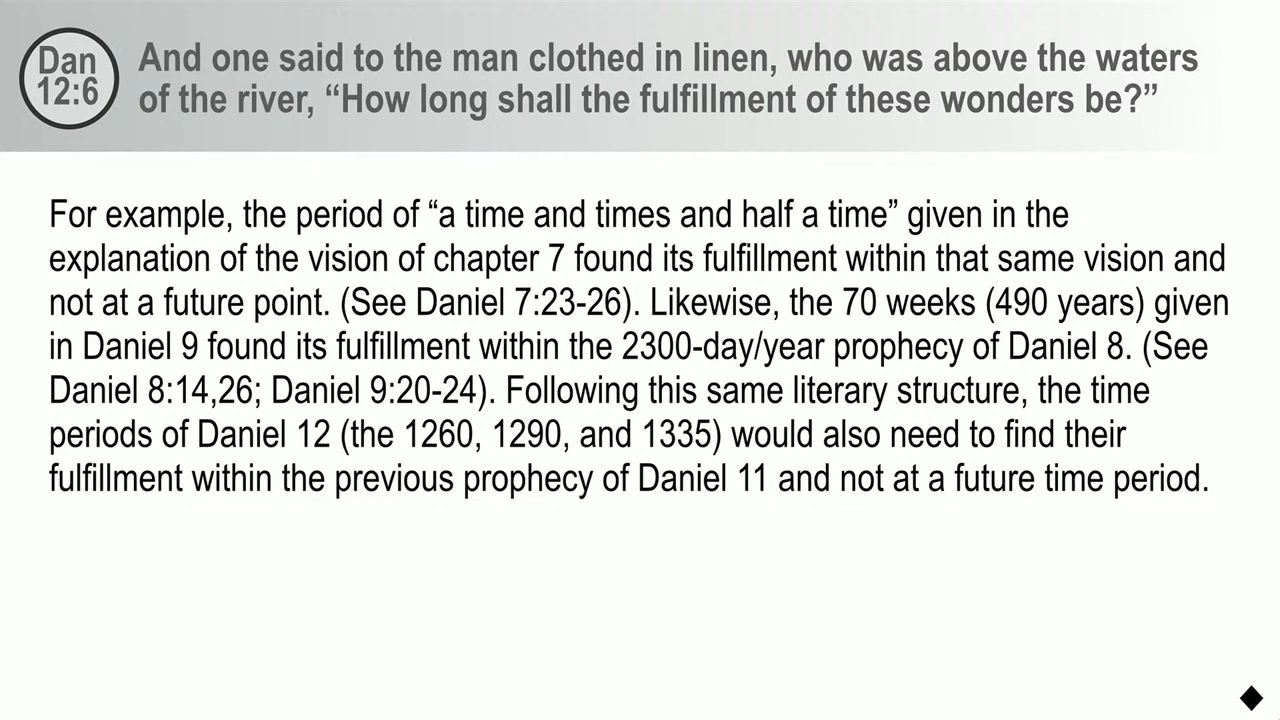 Dan
12:6
And one said to the man clothed in linen, who was above the waters
of the river, “How long shall the fulfillment of these wonders be?”
For example, the period of “a time and times and half a time” given in the
explanation of the vision of chapter 7 found its fulfillment within that same vision and
not at a future point. (See Daniel 7:23-26). Likewise, the 70 weeks (490 years) given
in Daniel 9 found its fulfillment within the 2300-day/year prophecy of Daniel 8. (See
Daniel 8:14,26; Daniel 9:20-24). Following this same literary structure, the time
periods of Daniel 12 (the 1260, 1290, and 1335) would also need to find their
fulfillment within the previous prophecy of Daniel 11 and not at a future time period.